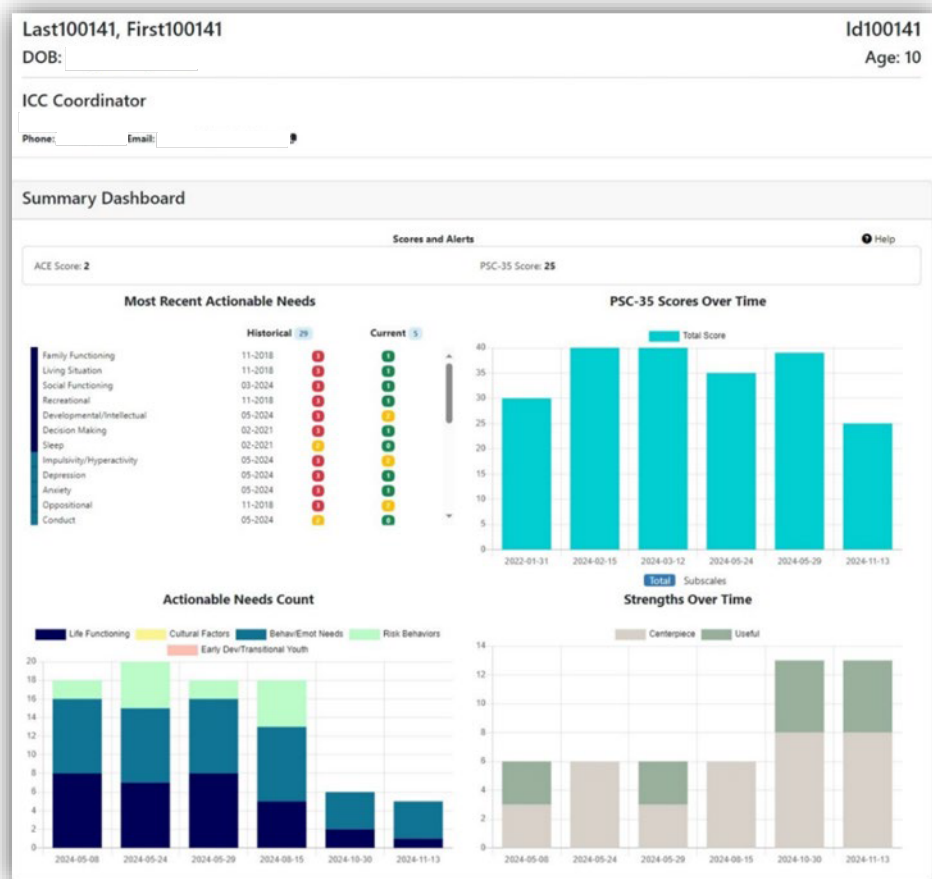 Last100141, First100141 Id100141
DOB: Age: 10
ICC Coordinator
Phone: Email:
Summary Dashboard
Scores and Alerts Help
ACE Score: 2 PSC-35 Score: 25
Most Recent Actionable Needs
Historical 29 Current 5
Family Functioning 11-2018 3 1
Living Situation 11-2018 3 1
Social Functioning 03-2024 3 1
Recreational 11-2018 3 1
Developmental/Intellectual 05-2024 3 2
Decision Making 02-2021 3 1
Sleep 02-2021 2 0
Impulsivity/Hyperactivity 05-2024 3 2
Depression 05-2024 3 1
Anxiety 05-2024 3 1
Oppositional 11-2018 3 2
Conduct 05-2024 2 0
PSC-35 Scores Over Time
Total Score
40
35
30
25
20
15
10
5
0
2022-01-31 2024-02-15 2024-03-12 2024-05-24 2024-05-29 2024-11-13
Total Subscales
Actionable Needs Count
Life Functioning Cultural Factors Behav/Emot Needs Risk Behaviors
Early Dev/Transitional Youth
20
18
16
14
12
10
8
6
4
2
0
2024-05-08 2024-05-24 2024-05-29 2024-08-15 2024-10-30 2024-11-13
Strengths Over Time
Centerpiece Useful
14
12
10
8
6
4
2
0
2024-05-08 2024-05-24 2024-05-29 2024-08-15 2024-10-30 2024-11-13